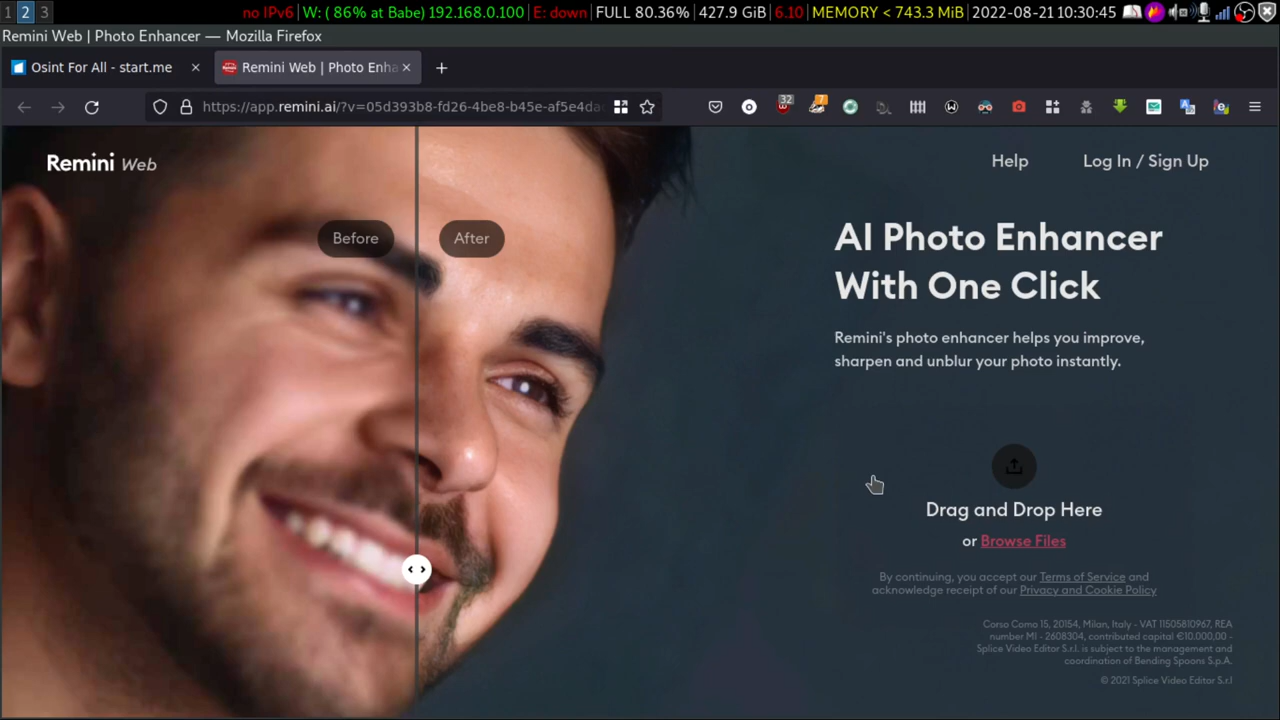 1 2 3 no IPv6 W: ( 86% at Babe) 192.168.0.100 E: down FULL 80.36% 427.9 GiB 6.10 MEMORY < 743.3 MiB 2022-08-21 10:30:45
Remini Web | Photo Enhancer — Mozilla Firefox
Osint For All - start.me × Remini Web | Photo Enha × +
https://app.remini.ai/?v=05d393b8-fd26-4be8-b45e-af5e4da 32 7
Remini Web
Help Log In / Sign Up
Before After
AI Photo Enhancer
With One Click
Remini's photo enhancer helps you improve,
sharpen and unblur your photo instantly.
Drag and Drop Here
or Browse Files
By continuing, you accept our Terms of Service and
acknowledge receipt of our Privacy and Cookie Policy
Corso Como 15, 20154, Milan, Italy - VAT 11505810967, REA
number MI - 2608304, contributed capital €10.000,00 -
Splice Video Editor S.r.l. is subject to the management and
coordination of Bending Spoons S.p.A.
© 2021 Splice Video Editor S.r.l